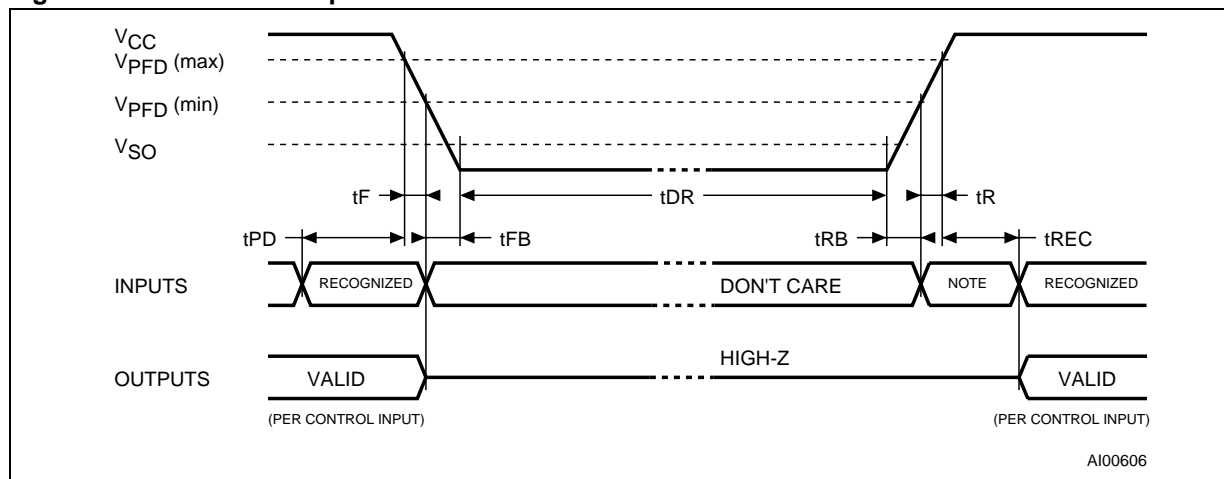 VCC
VPFD (max)
VPFD (min)
VSO
tF
tDR
tR
tPD
tFB
tRB
tREC
INPUTS
RECOGNIZED
DON'T CARE
NOTE
RECOGNIZED
HIGH-Z
OUTPUTS
VALID
VALID
(PER CONTROL INPUT)
(PER CONTROL INPUT)
AI00606